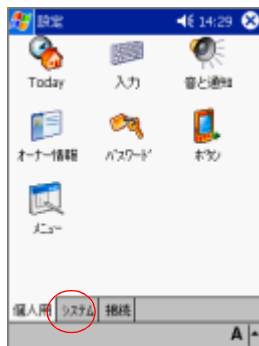 設定 14:29
Today 入力 音と通知
オーナー情報 パスワード ボタン
メニュー
個人用 システム 接続
A